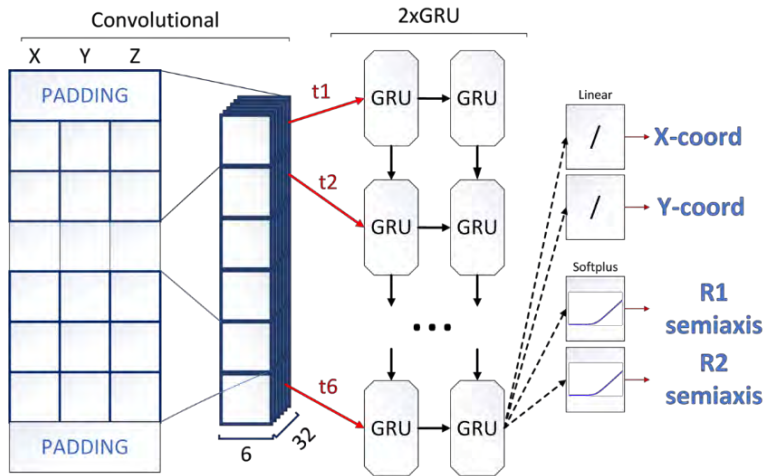 Convolutional
2xGRU
X Y Z
PADDING
t1
GRU
GRU
Linear
X-coord
t2
GRU
GRU
Y-coord
Softplus
R1
semiaxis
...
R2
semiaxis
t6
GRU
GRU
PADDING
6
32